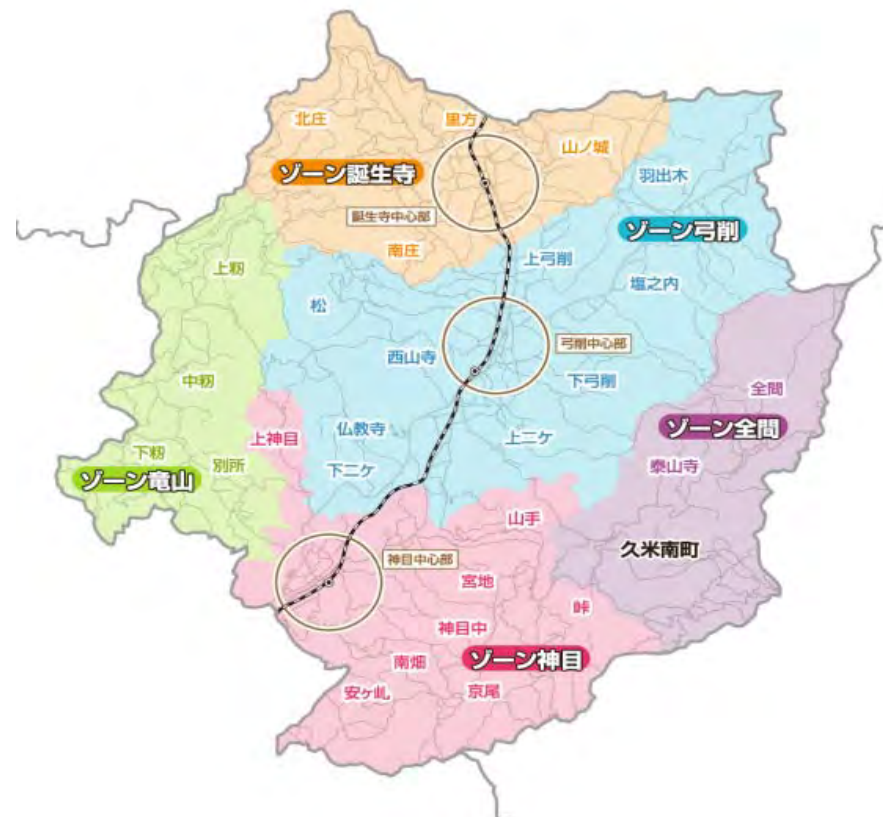 北庄
里方
山ノ城
ゾーン誕生寺
羽出木
誕生寺中心部
ゾーン弓削
南庄
上弓削
上籾
塩之内
松
弓削中心部
西山寺
中籾
下弓削
全間
仏教寺
上神目
上二ケ
ゾーン全間
下籾
別所
下二ケ
泰山寺
ゾーン竜山
山手
久米南町
神目中心部
宮地
峠
神目中
南畑
ゾーン神目
安ヶ乢
京尾